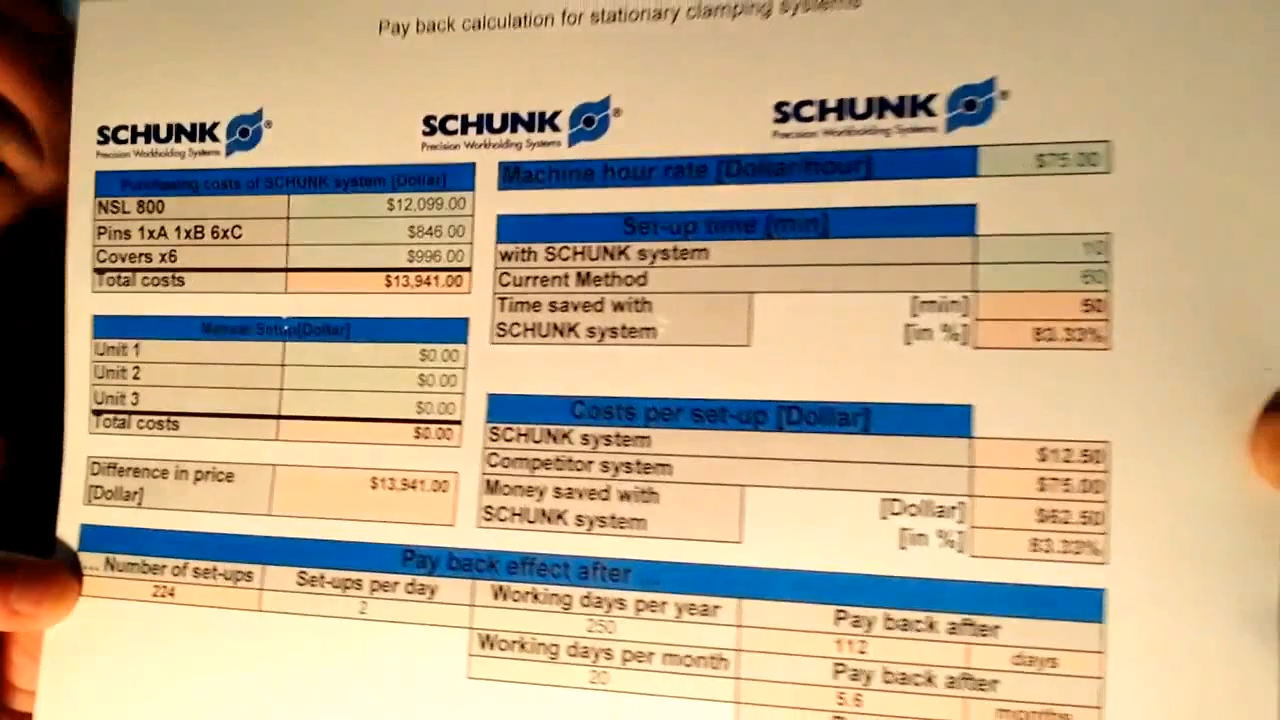 Pay back calculation for stationary clamping systems
SCHUNK ®
Precision Workholding Systems
SCHUNK ®
Precision Workholding Systems
SCHUNK ®
Precision Workholding Systems
Purchasing costs of SCHUNK system [Dollar]
NSL 800 $12,099.00
Pins 1xA 1xB 6xC $846.00
Covers x6 $996.00
Total costs $13,941.00
Manual Setup[Dollar]
Unit 1 $0.00
Unit 2 $0.00
Unit 3 $0.00
Total costs $0.00
Difference in price $13,941.00
[Dollar]
Machine hour rate [Dollar/hour] $75.00
Set-up time [min]
with SCHUNK system 10
Current Method 60
Time saved with [min] 50
SCHUNK system [in %] 83.33%
Costs per set-up [Dollar]
SCHUNK system $12.50
Competitor system $75.00
Money saved with [Dollar] $62.50
SCHUNK system [in %] 83.33%
Pay back effect after ...
... Number of set-ups Set-ups per day Working days per year Pay back after
224 2 250 112 days
Working days per month Pay back after
20 5.6 months